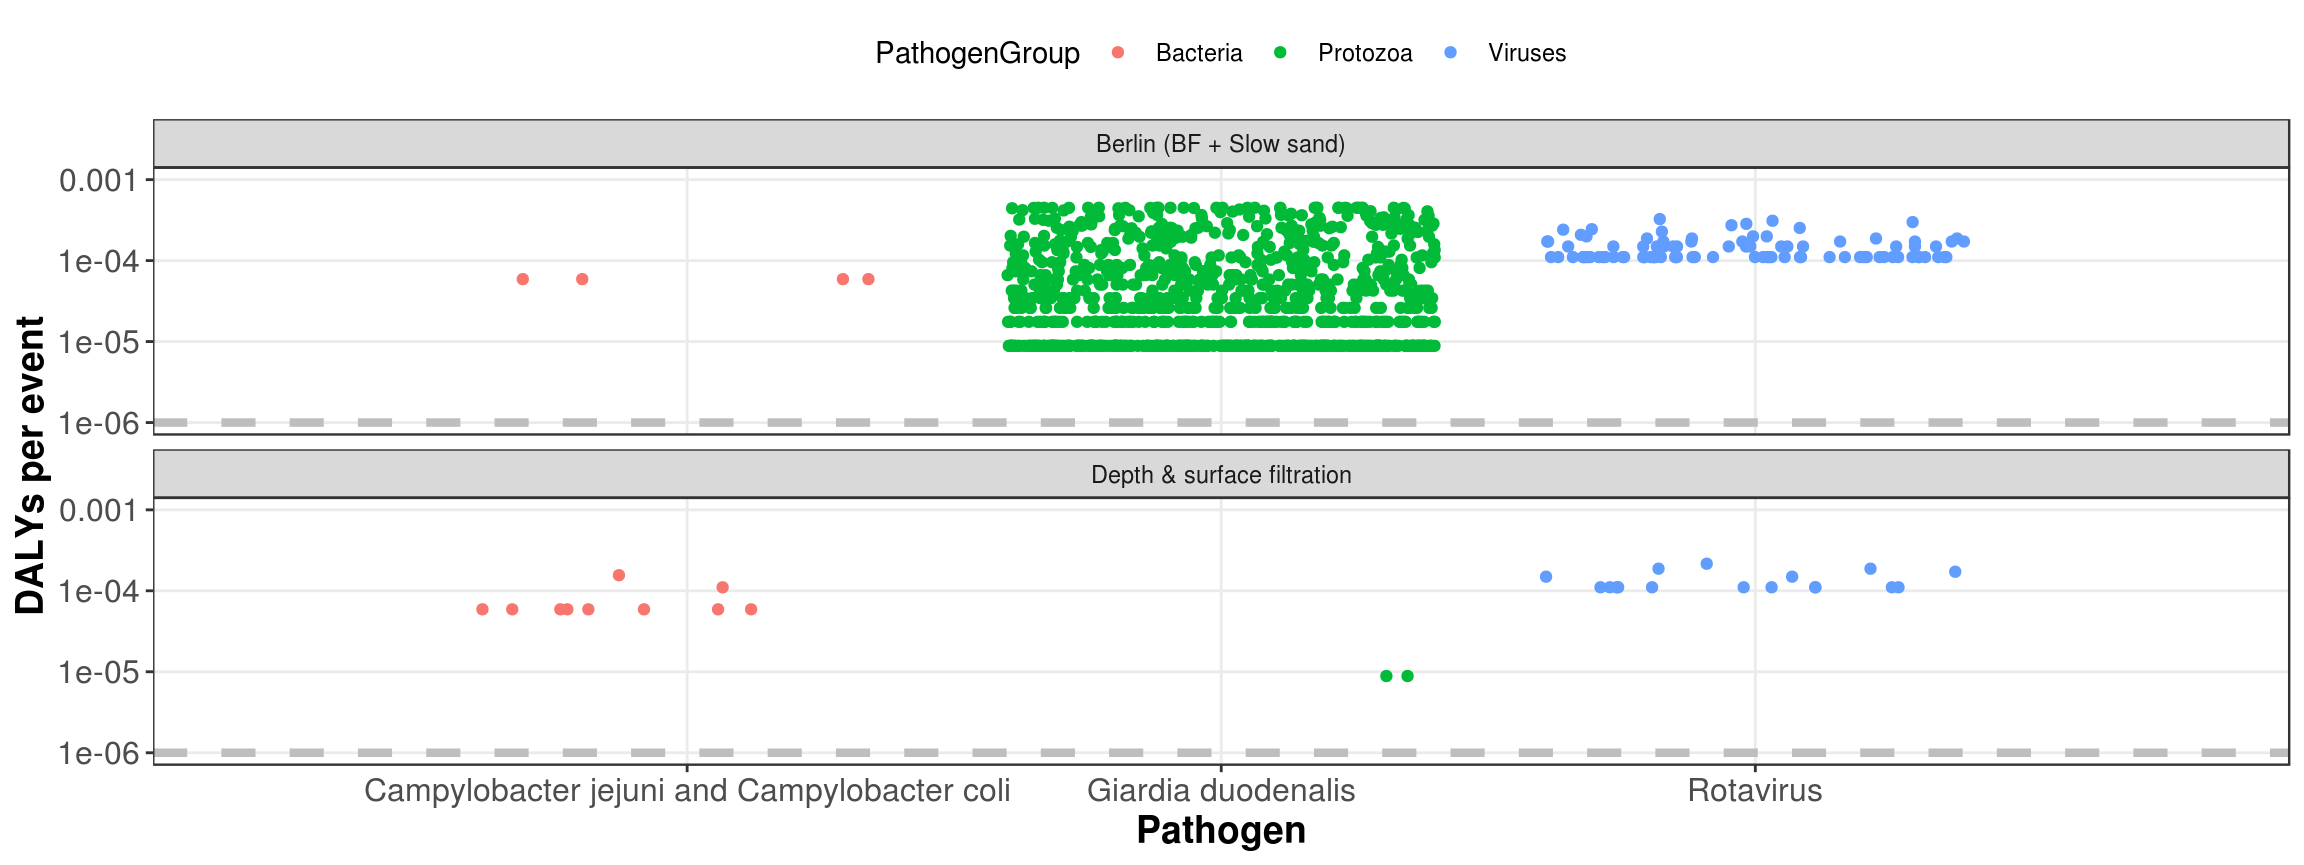 PathogenGroup Bacteria Protozoa Viruses
Berlin (BF + Slow sand)
0.001
1e-04
1e-05
1e-06
Depth & surface filtration
0.001
1e-04
1e-05
1e-06
DALYs per event
Campylobacter jejuni and Campylobacter coli Giardia duodenalis Rotavirus
Pathogen